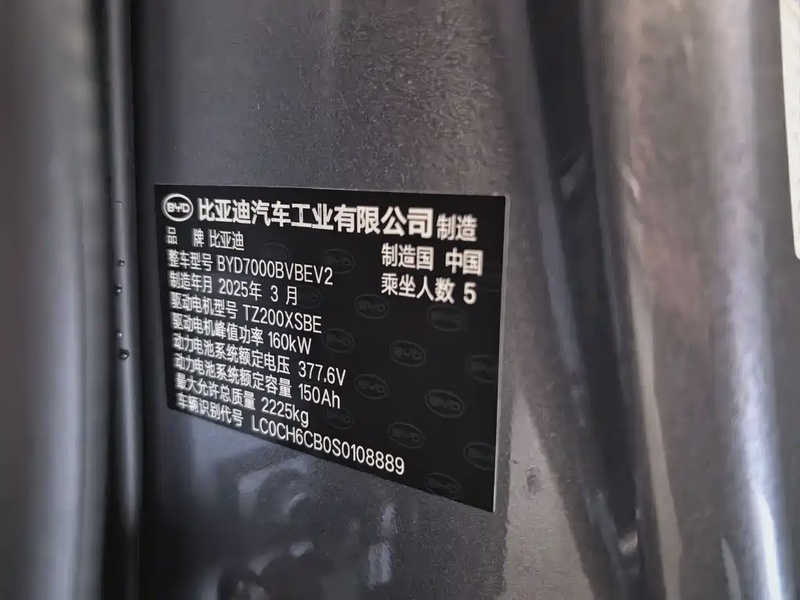 BYD 比亚迪汽车工业有限公司 制造
品 牌 比亚迪
制造国 中国
整车型号 BYD7000BVBEV2
乘坐人数 5
制造年月 2025年 3 月
驱动电机型号 TZ200XSBE
驱动电机峰值功率 160kW
动力电池系统额定电压 377.6V
动力电池系统额定容量 150Ah
最大允许总质量 2225kg
车辆识别代号 LC0CH6CB0S0108889